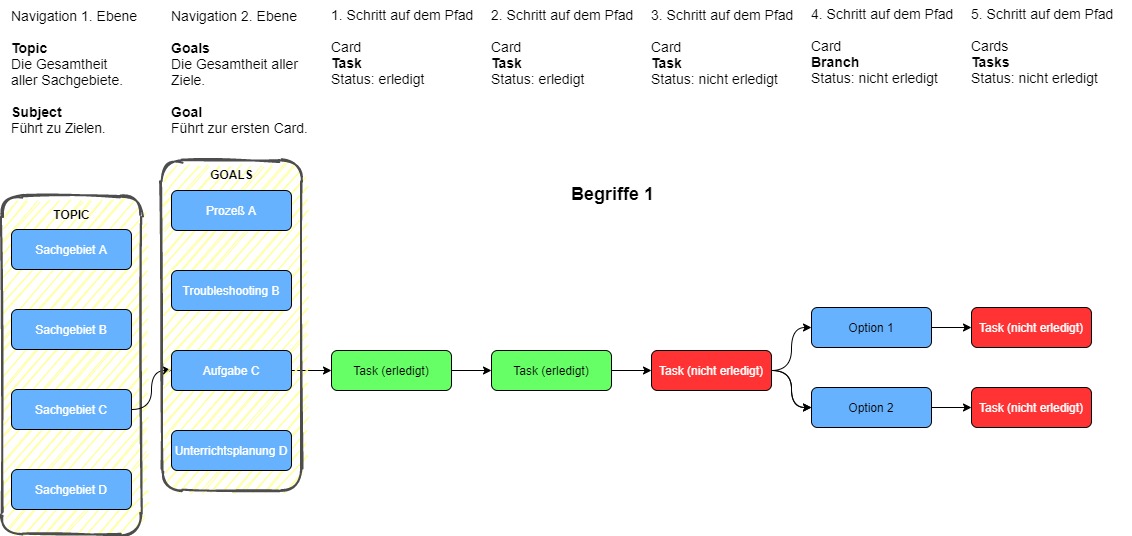 Navigation 1. Ebene
Topic
Die Gesamtheit
aller Sachgebiete.
Subject
Führt zu Zielen.
Navigation 2. Ebene
Goals
Die Gesamtheit aller
Ziele.
Goal
Führt zur ersten Card.
1. Schritt auf dem Pfad
Card
Task
Status: erledigt
2. Schritt auf dem Pfad
Card
Task
Status: erledigt
3. Schritt auf dem Pfad
Card
Task
Status: nicht erledigt
4. Schritt auf dem Pfad
Card
Branch
Status: nicht erledigt
5. Schritt auf dem Pfad
Cards
Tasks
Status: nicht erledigt
Begriffe 1
TOPIC
Sachgebiet A
Sachgebiet B
Sachgebiet C
Sachgebiet D
GOALS
Prozeß A
Troubleshooting B
Aufgabe C
Unterrichtsplanung D
Task (erledigt)
Task (erledigt)
Task (nicht erledigt)
Option 1
Task (nicht erledigt)
Option 2
Task (nicht erledigt)